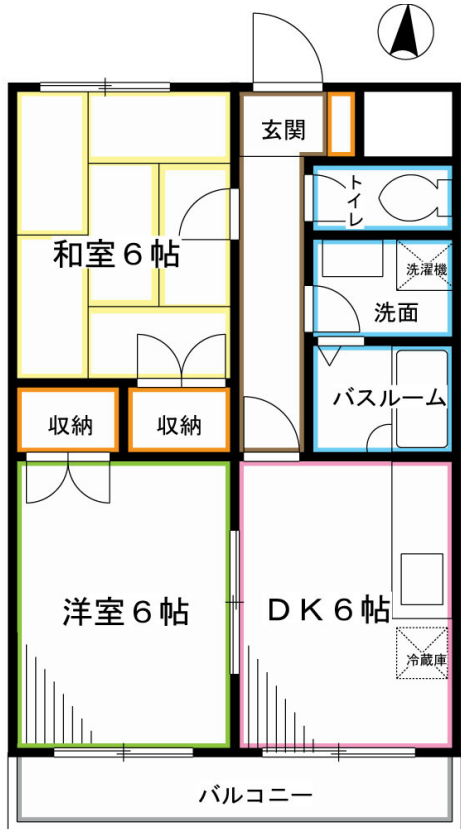 玄関
トイレ
和室６帖
洗濯機
洗面
バスルーム
収納
収納
洋室６帖
ＤＫ６帖
冷蔵庫
バルコニー